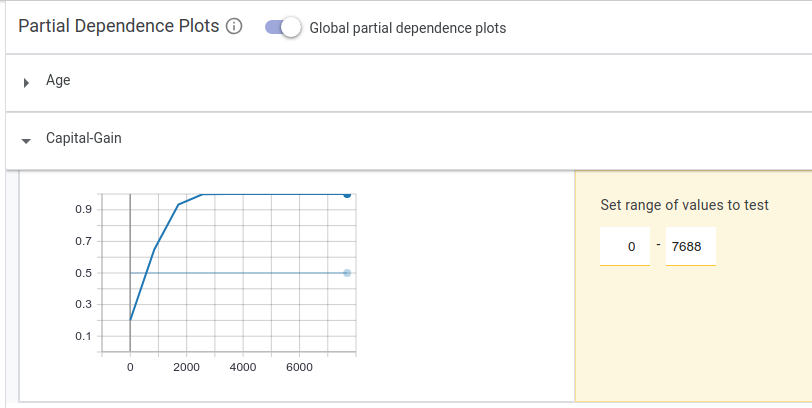 Partial Dependence Plots Global partial dependence plots
Age
Capital-Gain
0.9
0.7
0.5
0.3
0.1
0 2000 4000 6000
Set range of values to test
0 - 7688